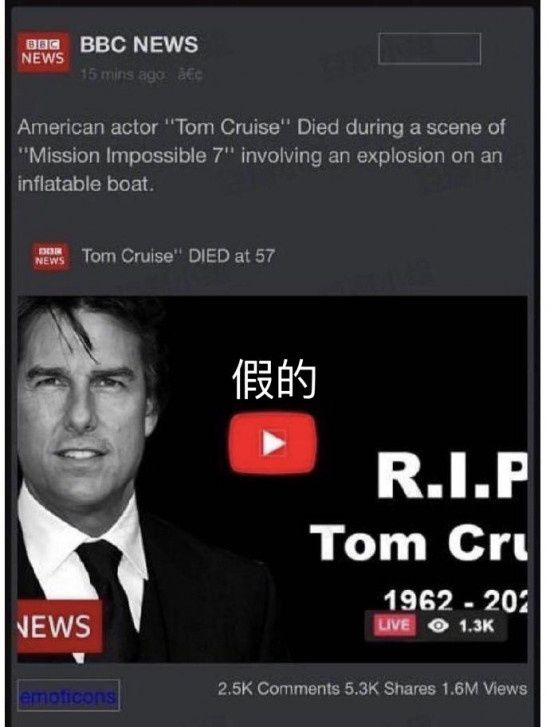 BBC
NEWS
BBC NEWS
15 mins ago â€¢
American actor "Tom Cruise" Died during a scene of
"Mission Impossible 7" involving an explosion on an
inflatable boat.
BBC
NEWS
Tom Cruise" DIED at 57
假的
R.I.P
Tom Cru
1962 - 202
NEWS
LIVE 1.3K
emoticons
2.5K Comments 5.3K Shares 1.6M Views